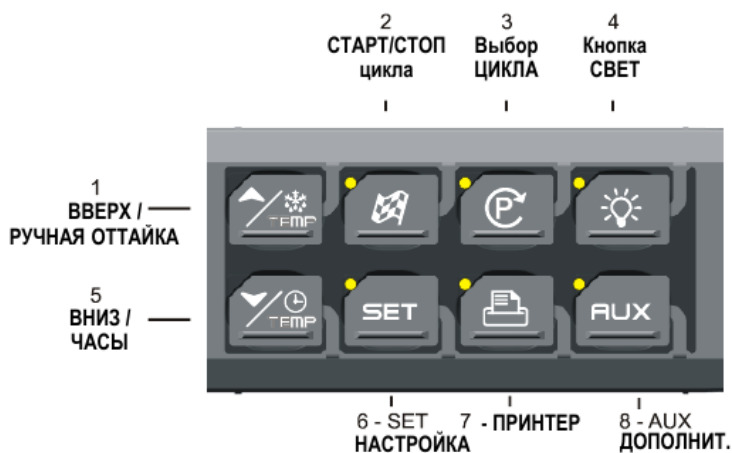 2
СТАРТ/СТОП
цикла
3
Выбор
ЦИКЛА
4
Кнопка
СВЕТ
1
ВВЕРХ /
РУЧНАЯ ОТТАЙКА
TEMP
P
5
ВНИЗ /
ЧАСЫ
TEMP
SET
AUX
6 - SET
НАСТРОЙКА
7 - ПРИНТЕР
8 - AUX
ДОПОЛНИТ.